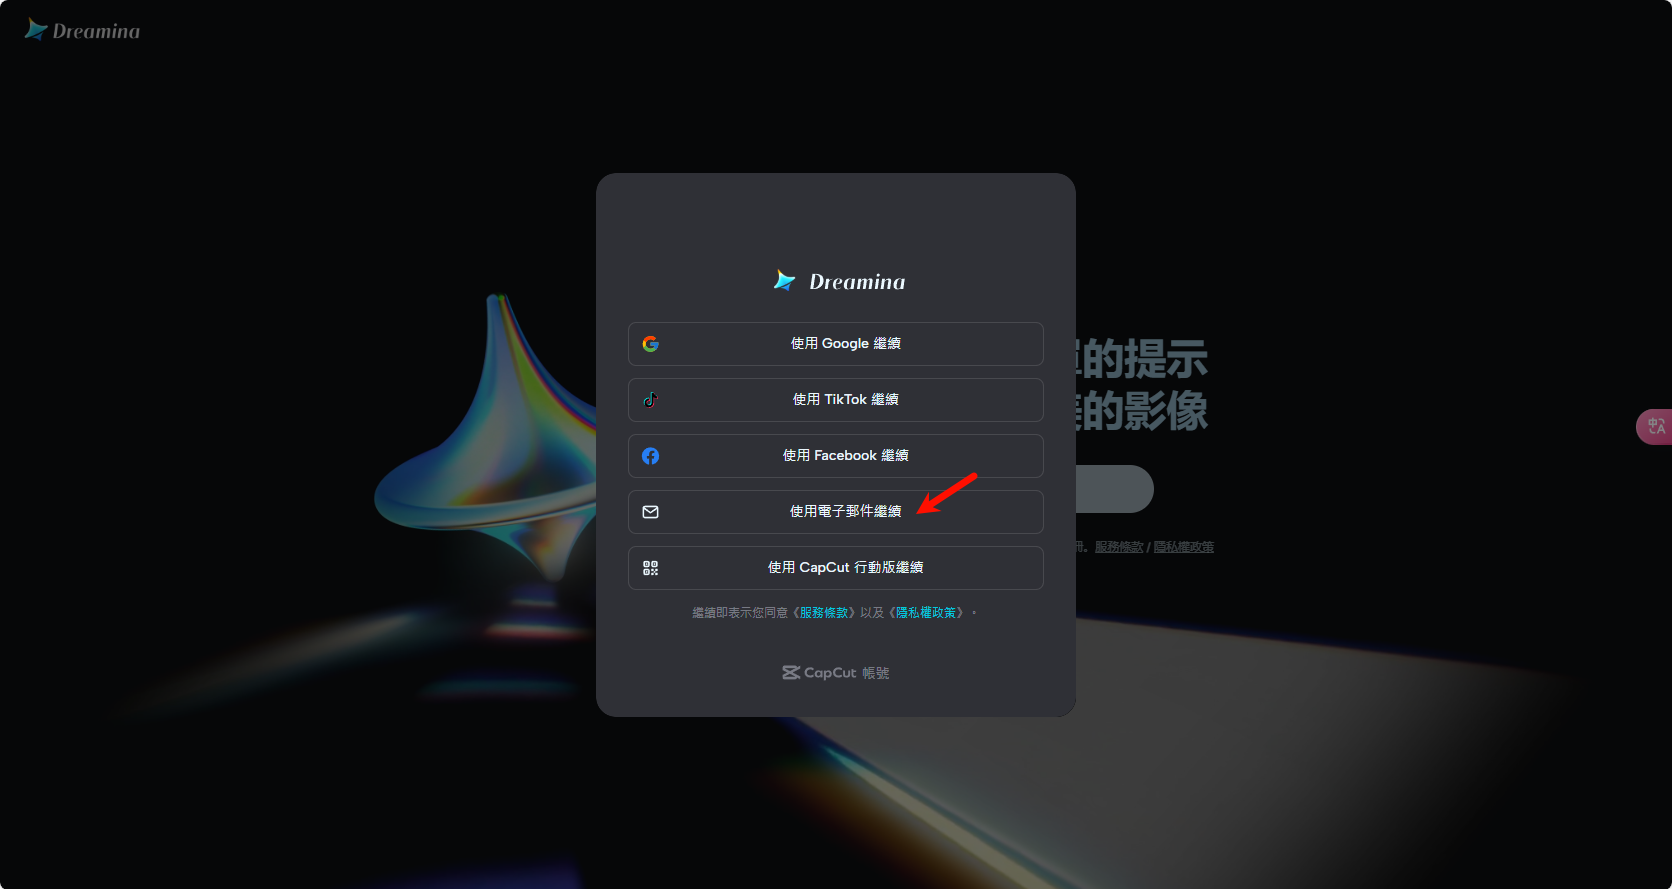 Dreamina
Dreamina
使用 Google 繼續
使用 TikTok 繼續
使用 Facebook 繼續
使用電子郵件繼續
使用 CapCut 行動版繼續
繼續即表示您同意《服務條款》以及《隱私權政策》。
CapCut 帳號
的提示
的影像
冊。服務條款 / 隱私權政策